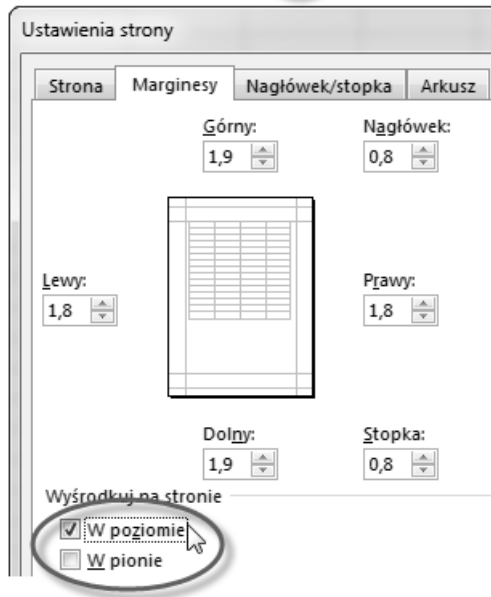 Ustawienia strony
Strona Marginesy Nagłówek/stopka Arkusz
Górny: Nagłówek:
1,9 0,8
Lewy: Prawy:
1,8 1,8
Dolny: Stopka:
1,9 0,8
Wyśrodkuj na stronie
W poziomie
W pionie